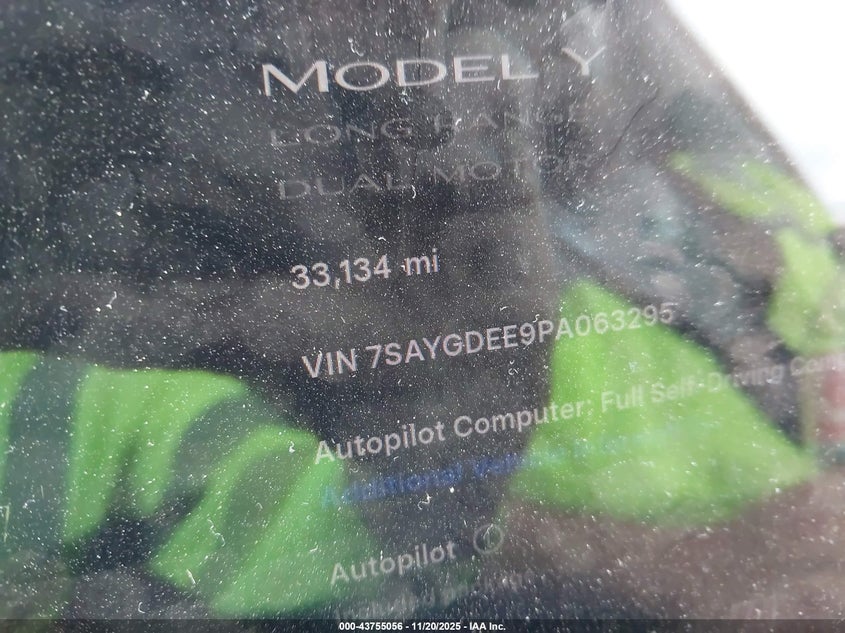 MODEL Y
LONG RANGE
DUAL MOTOR
33,134 mi
VIN 7SAYGDEE9PA063295
Autopilot Computer: Full Self-Driving
Additional
Autopilot
000-43755056 - 11/20/2025 - IAA Inc.